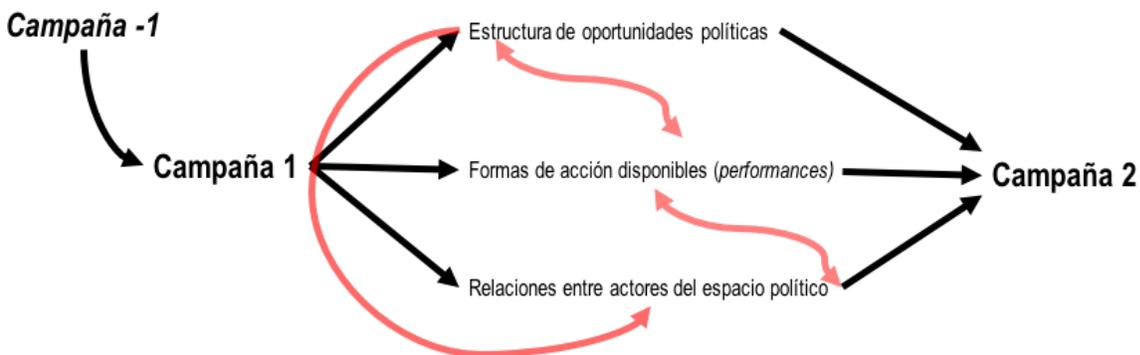 Campaña -1
Estructura de oportunidades políticas
Campaña 1
Formas de acción disponibles (performances)
Campaña 2
Relaciones entre actores del espacio político